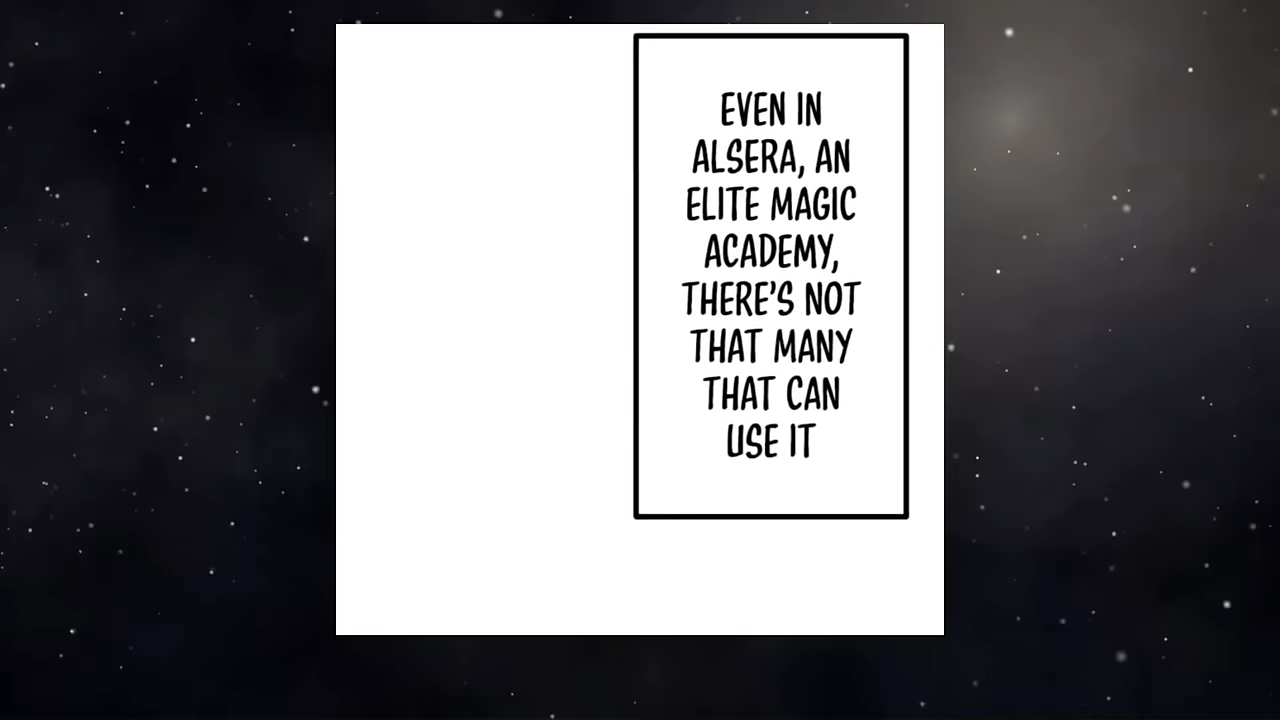 EVEN IN
ALSERA, AN
ELITE MAGIC
ACADEMY,
THERE'S NOT
THAT MANY
THAT CAN
USE IT